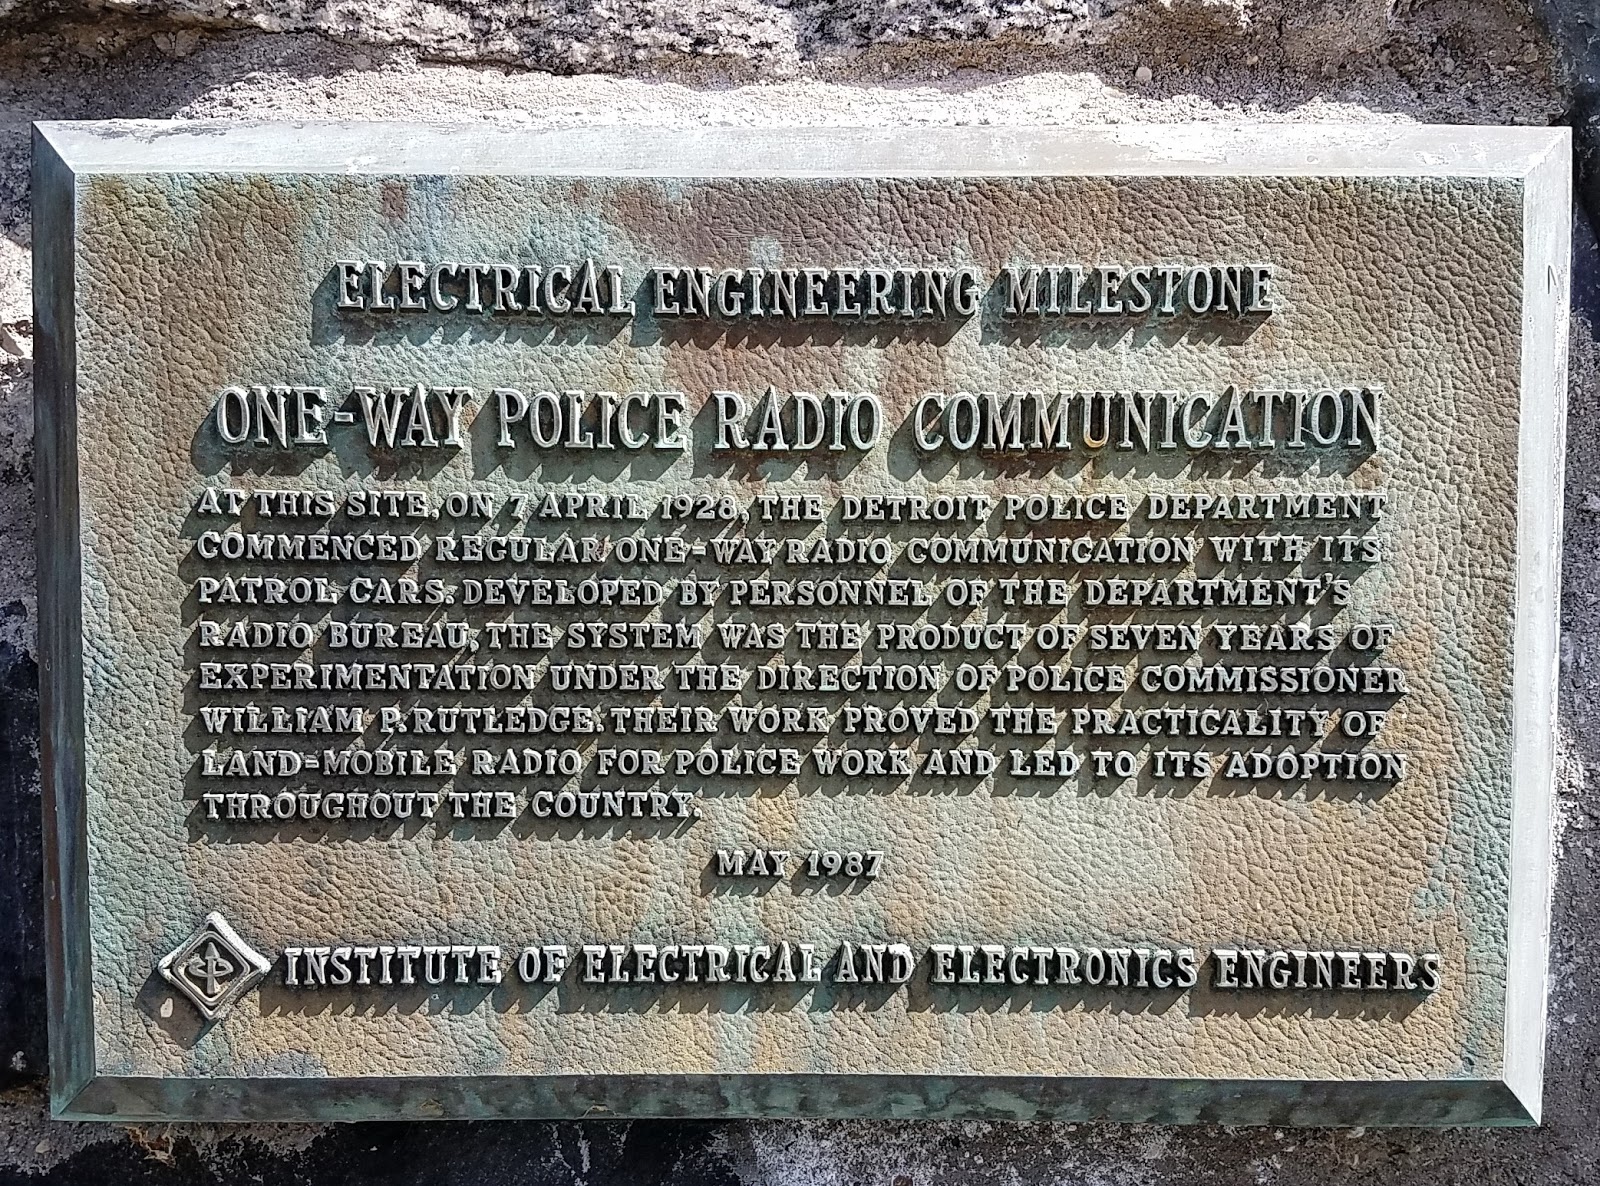 ELECTRICAL ENGINEERING MILESTONE
ONE-WAY POLICE RADIO COMMUNICATION
AT THIS SITE, ON 7 APRIL 1928, THE DETROIT POLICE DEPARTMENT
COMMENCED REGULAR ONE-WAY RADIO COMMUNICATION WITH ITS
PATROL CARS. DEVELOPED BY PERSONNEL OF THE DEPARTMENT'S
RADIO BUREAU, THE SYSTEM WAS THE PRODUCT OF SEVEN YEARS OF
EXPERIMENTATION UNDER THE DIRECTION OF POLICE COMMISSIONER
WILLIAM P. RUTLEDGE. THEIR WORK PROVED THE PRACTICALITY OF
LAND-MOBILE RADIO FOR POLICE WORK AND LED TO ITS ADOPTION
THROUGHOUT THE COUNTRY.
MAY 1987
INSTITUTE OF ELECTRICAL AND ELECTRONICS ENGINEERS